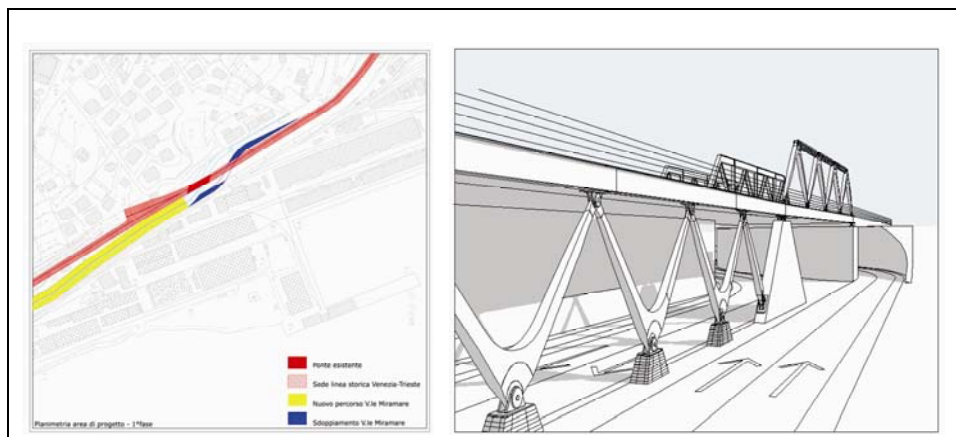 Ponte esistente
Sede linea storica Venezia-Trieste
Nuovo percorso V.le Miramare
Sdoppiamento V.le Miramare
Planimetria area di progetto - 1°fase